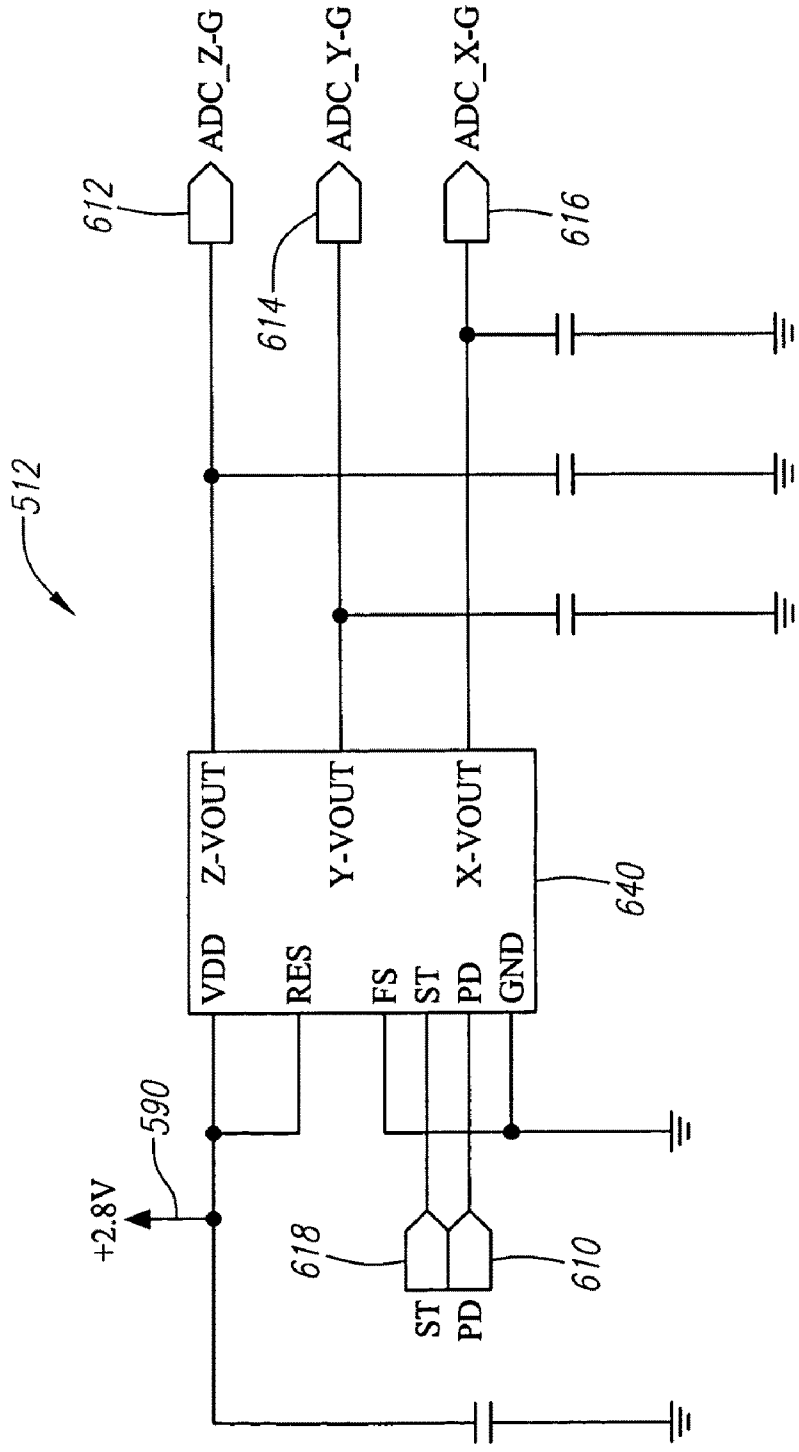 512
+2.8V
590
618
ST
PD
610
VDD
RES
FS
ST
PD
GND
Z-VOUT
Y-VOUT
X-VOUT
640
612
ADC_Z-G
614
ADC_Y-G
616
ADC_X-G